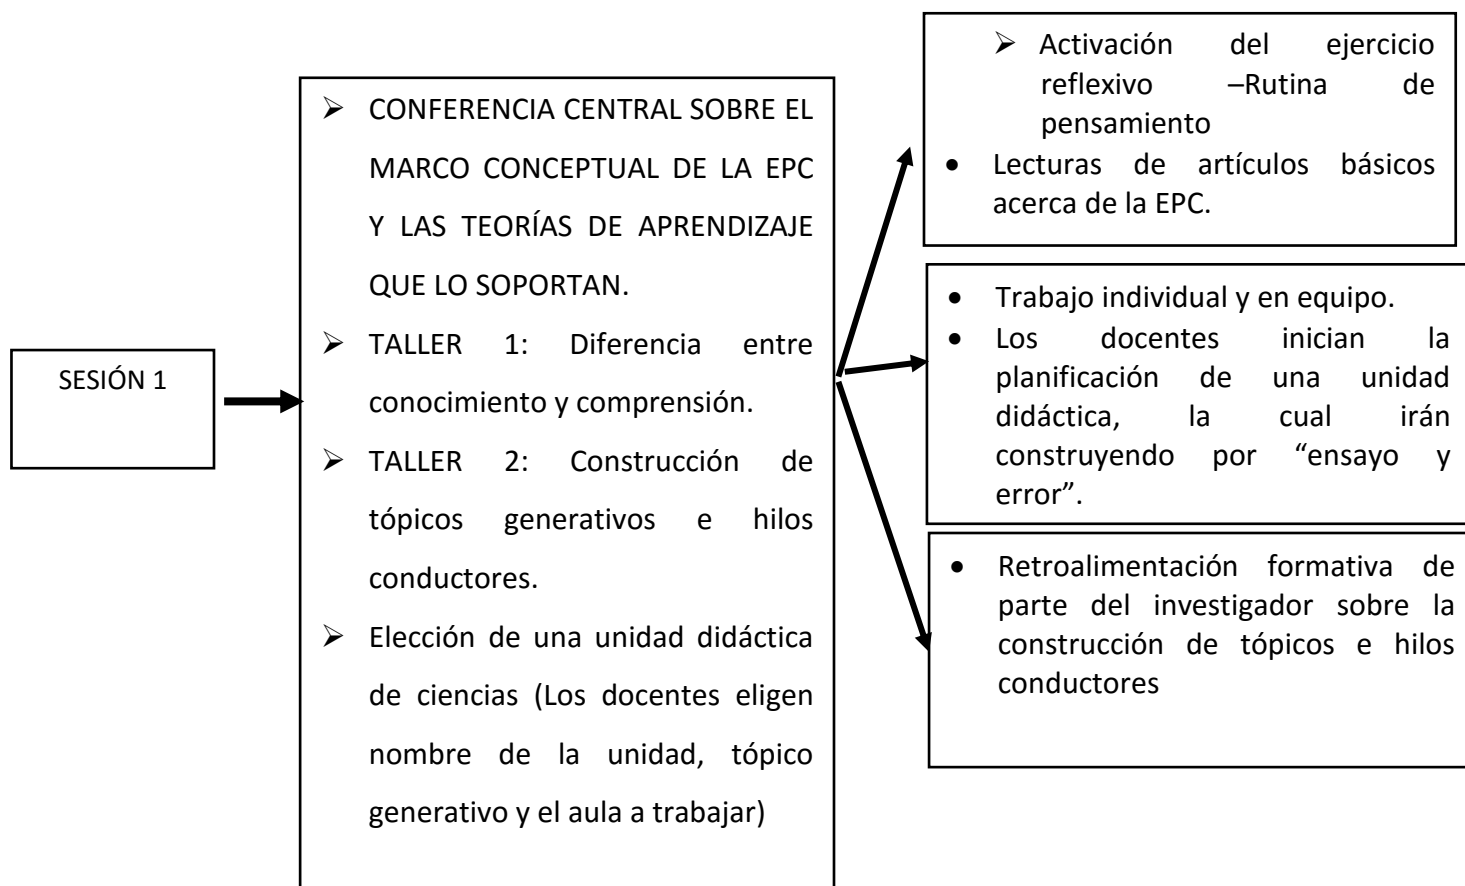 SESIÓN 1
➢ CONFERENCIA CENTRAL SOBRE EL
MARCO CONCEPTUAL DE LA EPC
Y LAS TEORÍAS DE APRENDIZAJE
QUE LO SOPORTAN.
➢ TALLER 1: Diferencia entre
conocimiento y comprensión.
➢ TALLER 2: Construcción de
tópicos generativos e hilos
conductores.
➢ Elección de una unidad didáctica
de ciencias (Los docentes eligen
nombre de la unidad, tópico
generativo y el aula a trabajar)
➢ Activación del ejercicio
reflexivo –Rutina de
pensamiento
• Lecturas de artículos básicos
acerca de la EPC.
• Trabajo individual y en equipo.
• Los docentes inician la
planificación de una unidad
didáctica, la cual irán
construyendo por “ensayo y
error”.
• Retroalimentación formativa de
parte del investigador sobre la
construcción de tópicos e hilos
conductores